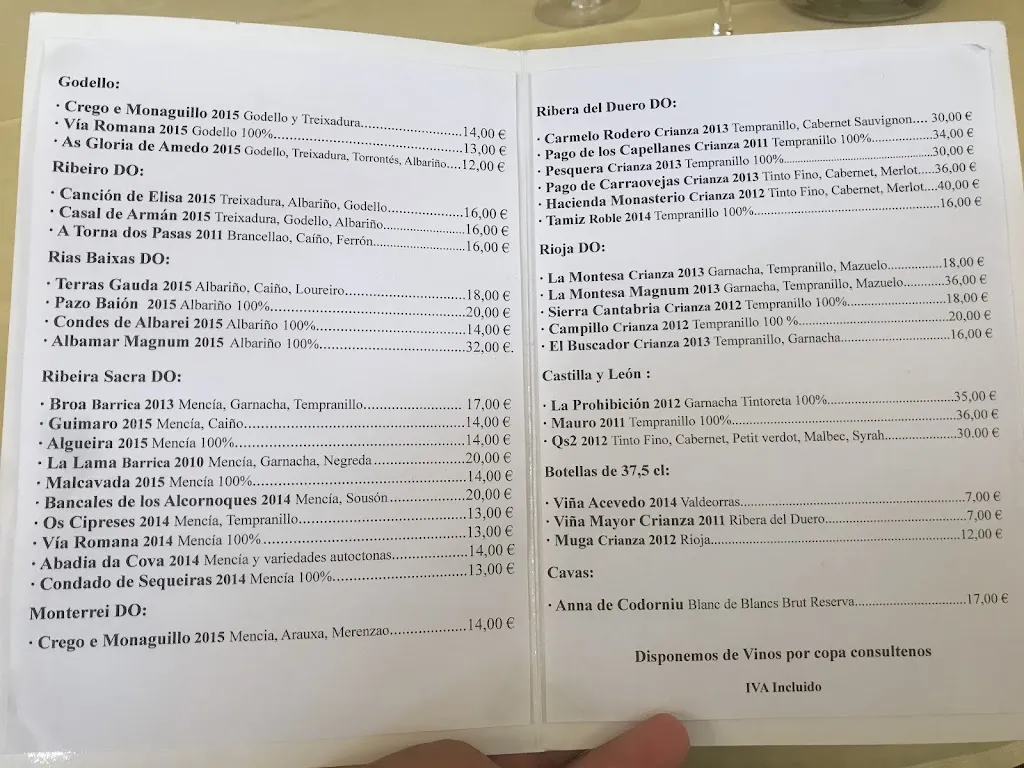 Godello:
· Crego e Monaguillo 2015 Godello y Treixadura..........................14,00 €
· Vía Romana 2015 Godello 100%..................................................13,00 €
· As Gloria de Amedo 2015 Godello, Treixadura, Torrontés, Albariño...12,00 €
Ribeiro DO:
· Canción de Elisa 2015 Treixadura, Albariño, Godello......................16,00 €
· Casal de Armán 2015 Treixadura, Godello, Albariño.......................16,00 €
· A Torna dos Pasas 2011 Brancellao, Caíño, Ferrón..........................16,00 €
Rias Baixas DO:
· Terras Gauda 2015 Albariño, Caiño, Loureiro................................18,00 €
· Pazo Baión 2015 Albariño 100%....................................................20,00 €
· Condes de Albarei 2015 Albariño 100%........................................14,00 €
· Albamar Magnum 2015 Albariño 100%.......................................32,00 €.
Ribeira Sacra DO:
· Broa Barrica 2013 Mencía, Garnacha, Tempranillo.......................... 17,00 €
· Guimaro 2015 Mencía, Caiño.........................................................14,00 €
· Algueira 2015 Mencía 100%...........................................................14,00 €
· La Lama Barrica 2010 Mencía, Garnacha, Negreda........................20,00 €
· Malcavada 2015 Mencía 100%.......................................................14,00 €
· Bancales de los Alcornoques 2014 Mencía, Sousón.....................20,00 €
· Os Cipreses 2014 Mencía, Tempranillo...........................................13,00 €
· Vía Romana 2014 Mencía 100%.....................................................13,00 €
· Abadia da Cova 2014 Mencía y variedades autoctonas...................14,00 €
· Condado de Sequeiras 2014 Mencía 100%....................................13,00 €
Monterrei DO:
· Crego e Monaguillo 2015 Mencia, Arauxa, Merenzao....................14,00 €
Ribera del Duero DO:
· Carmelo Rodero Crianza 2013 Tempranillo, Cabernet Sauvignon.... 30,00 €
· Pago de los Capellanes Crianza 2011 Tempranillo 100%.................34,00 €
· Pesquera Crianza 2013 Tempranillo 100%........................................30,00 €
· Pago de Carraovejas Crianza 2013 Tinto Fino, Cabernet, Merlot.....36,00 €
· Hacienda Monasterio Crianza 2012 Tinto Fino, Cabernet, Merlot....40,00 €
· Tamiz Roble 2014 Tempranillo 100%................................................16,00 €
Rioja DO:
· La Montesa Crianza 2013 Garnacha, Tempranillo, Mazuelo...............18,00 €
· La Montesa Magnum 2013 Garnacha, Tempranillo, Mazuelo...........36,00 €
· Sierra Cantabria Crianza 2012 Tempranillo 100%...........................18,00 €
· Campillo Crianza 2012 Tempranillo 100 %........................................20,00 €
· El Buscador Crianza 2013 Tempranillo, Garnacha..............................16,00 €
Castilla y León :
· La Prohibición 2012 Garnacha Tintoreta 100%...................................35,00 €
· Mauro 2011 Tempranillo 100%............................................................36,00 €
· Qs2 2012 Tinto Fino, Cabernet, Petit verdot, Malbec, Syrah...................30.00 €
Botellas de 37,5 cl:
· Viña Acevedo 2014 Valdeorras............................................................7,00 €
· Viña Mayor Crianza 2011 Ribera del Duero.......................................7,00 €
· Muga Crianza 2012 Rioja..................................................................12,00 €
Cavas:
· Anna de Codorniu Blanc de Blancs Brut Reserva..............................17,00 €
Disponemos de Vinos por copa consultenos
IVA Incluido